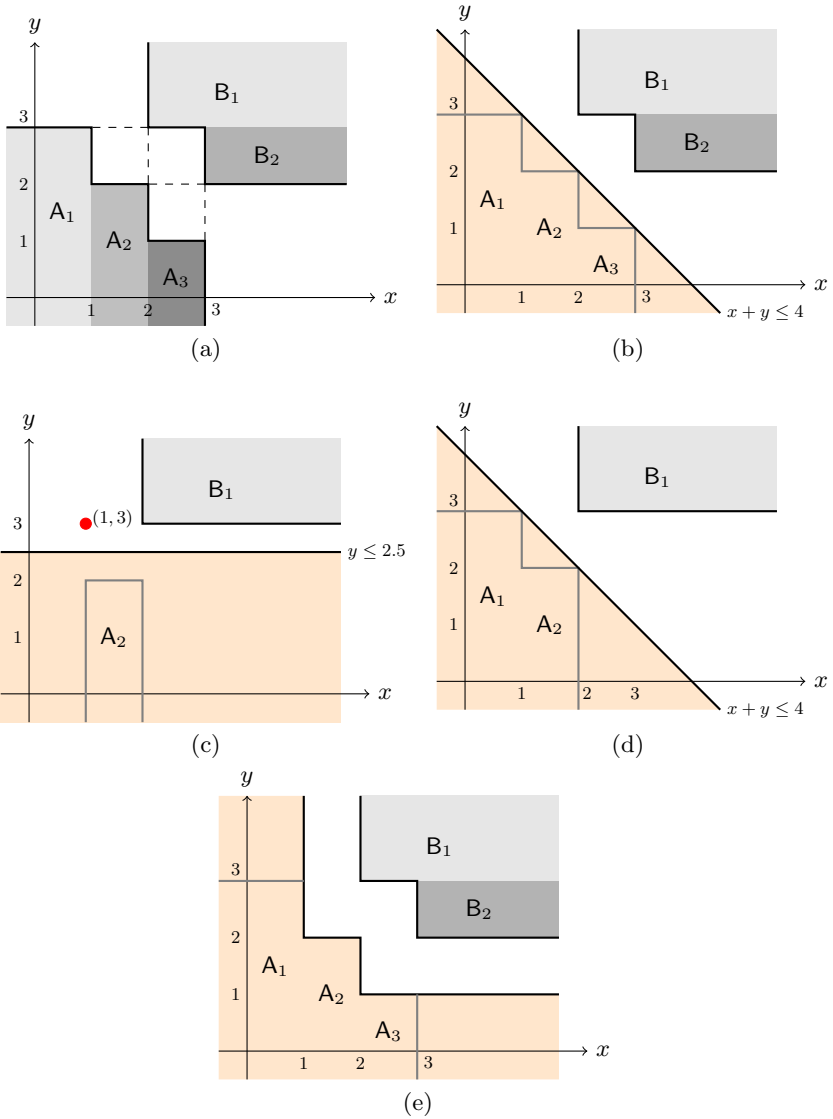 y
3
2
1
A₁
A₂
A₃
B₁
B₂
1 2 3
x
(a)
y
3
2
1
A₁
A₂
A₃
B₁
B₂
1 2 3
x
x + y ≤ 4
(b)
y
3
2
1
(1, 3)
B₁
y ≤ 2.5
A₂
x
(c)
y
3
2
1
A₁
A₂
B₁
1 2 3
x
x + y ≤ 4
(d)
y
3
2
1
A₁
A₂
A₃
B₁
B₂
1 2 3
x
(e)